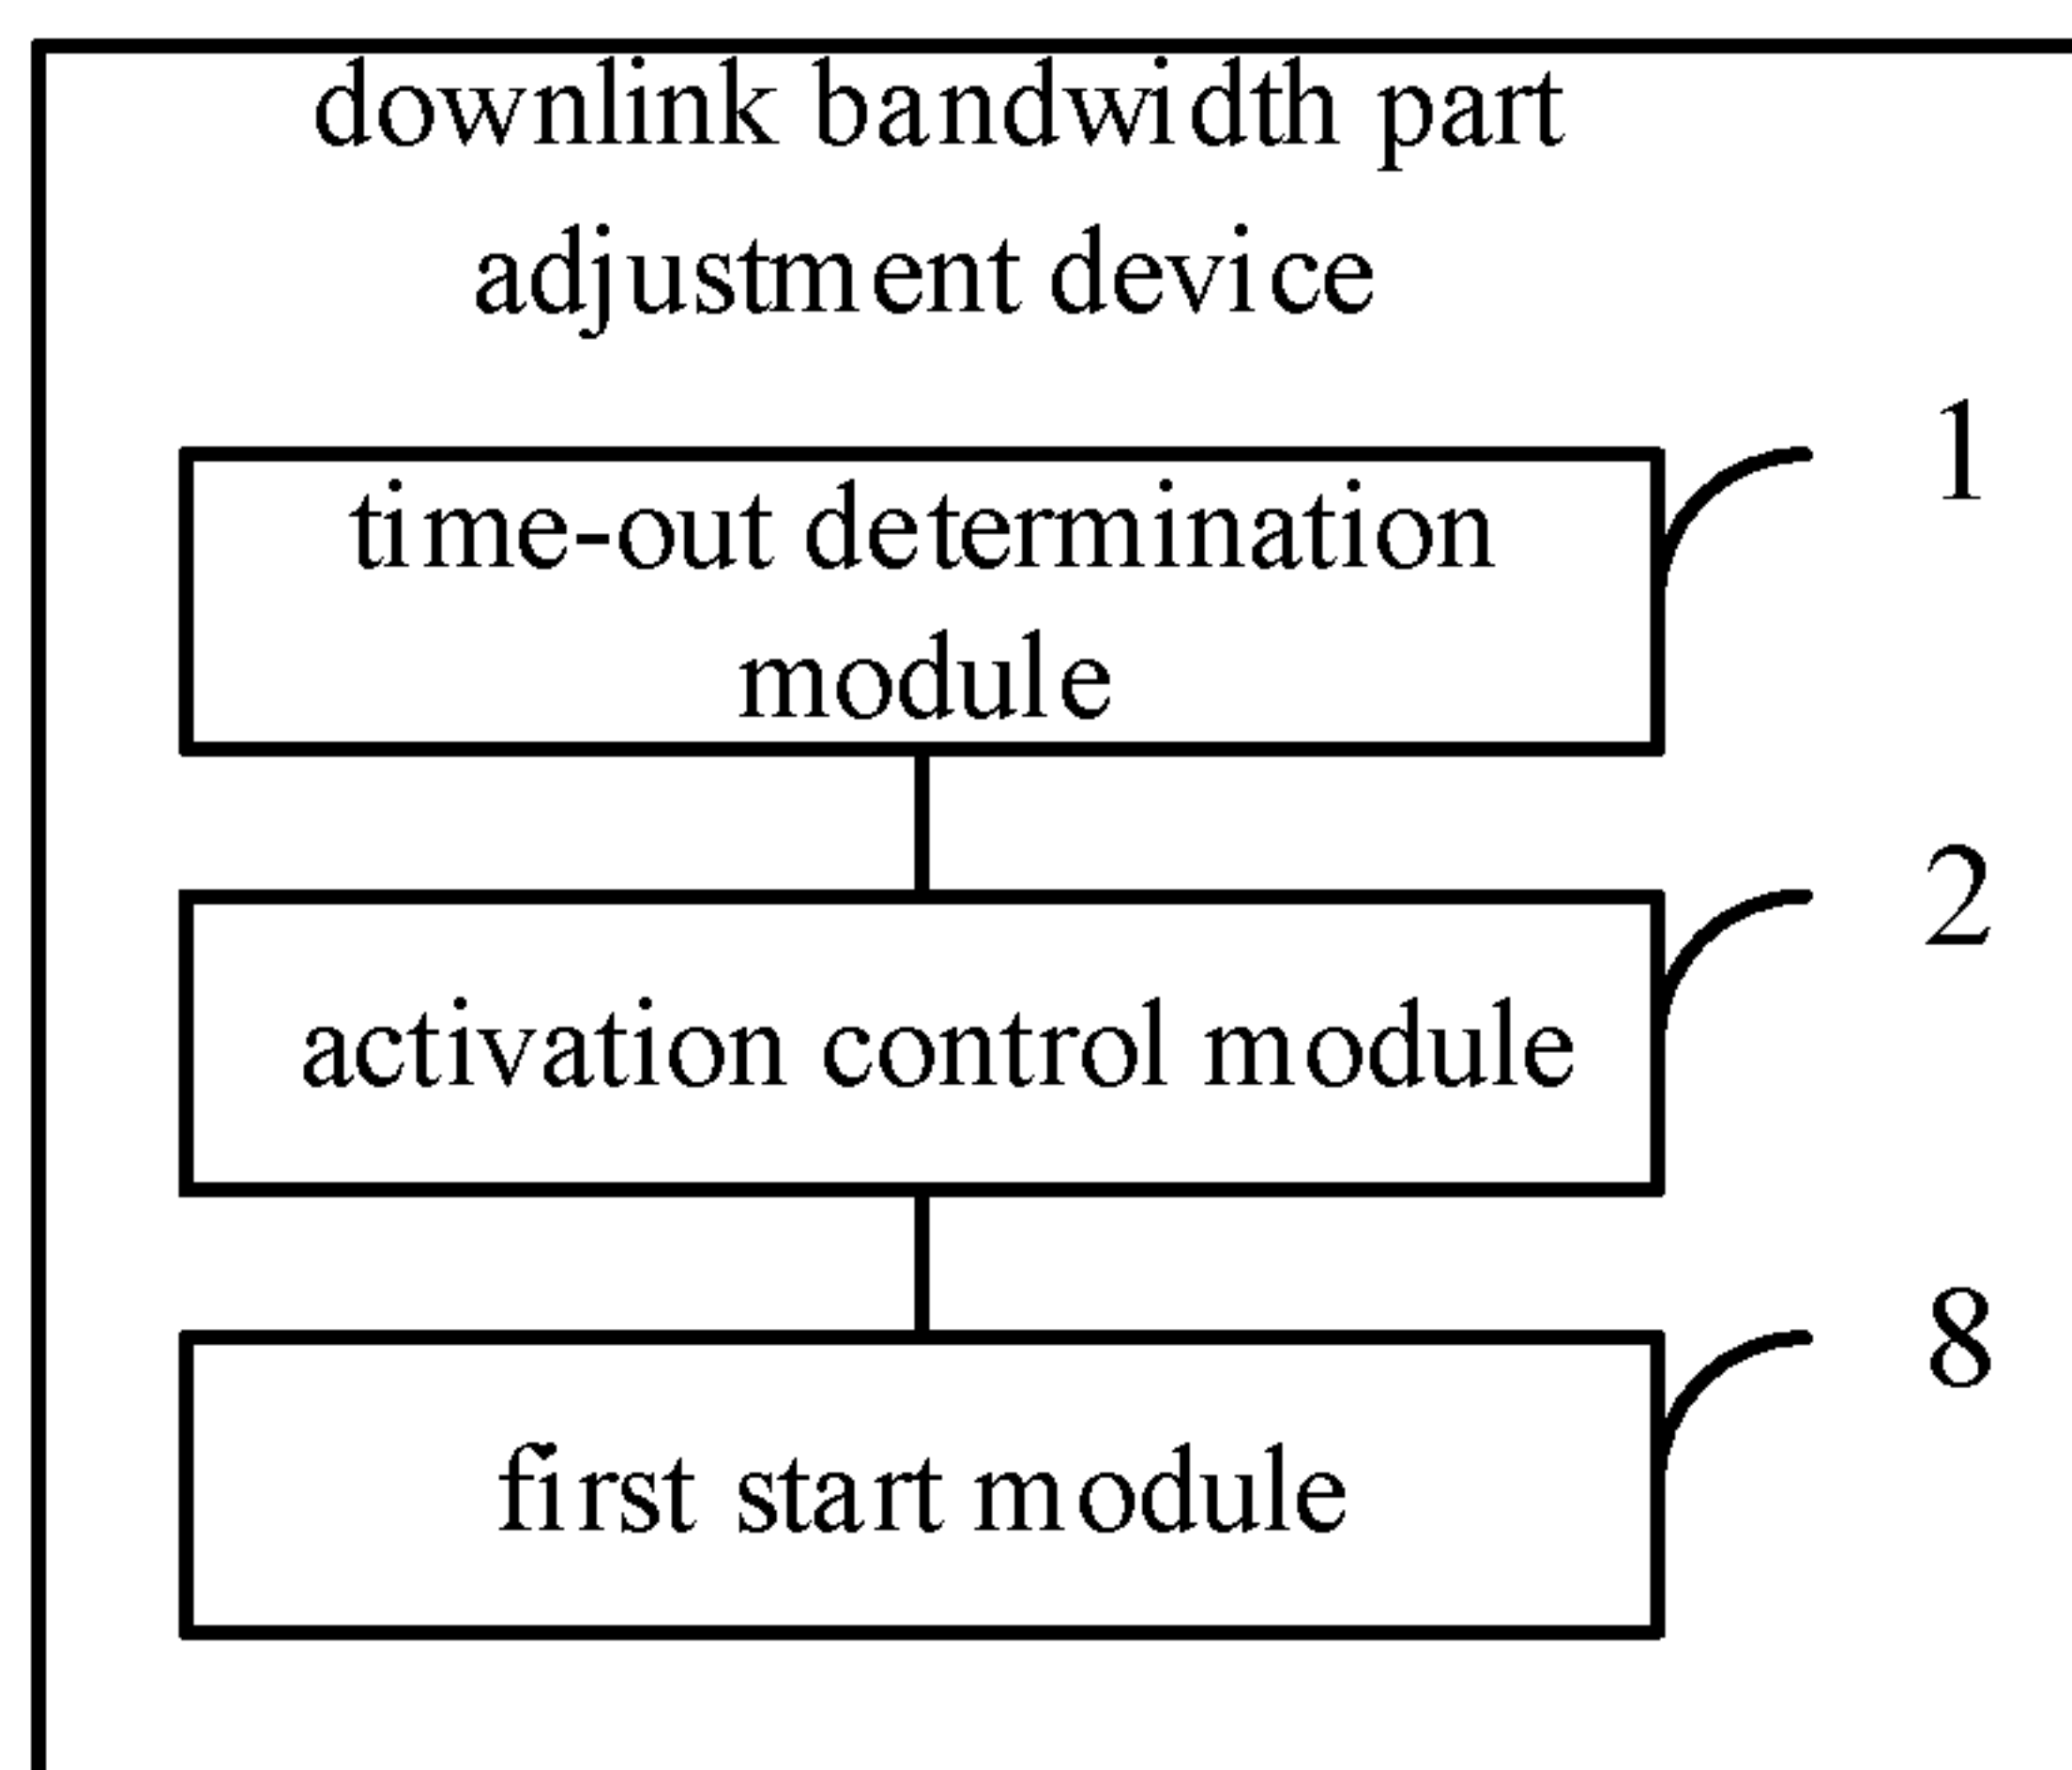 downlink bandwidth part
adjustment device
1
time-out determination
module
2
activation control module
8
first start module